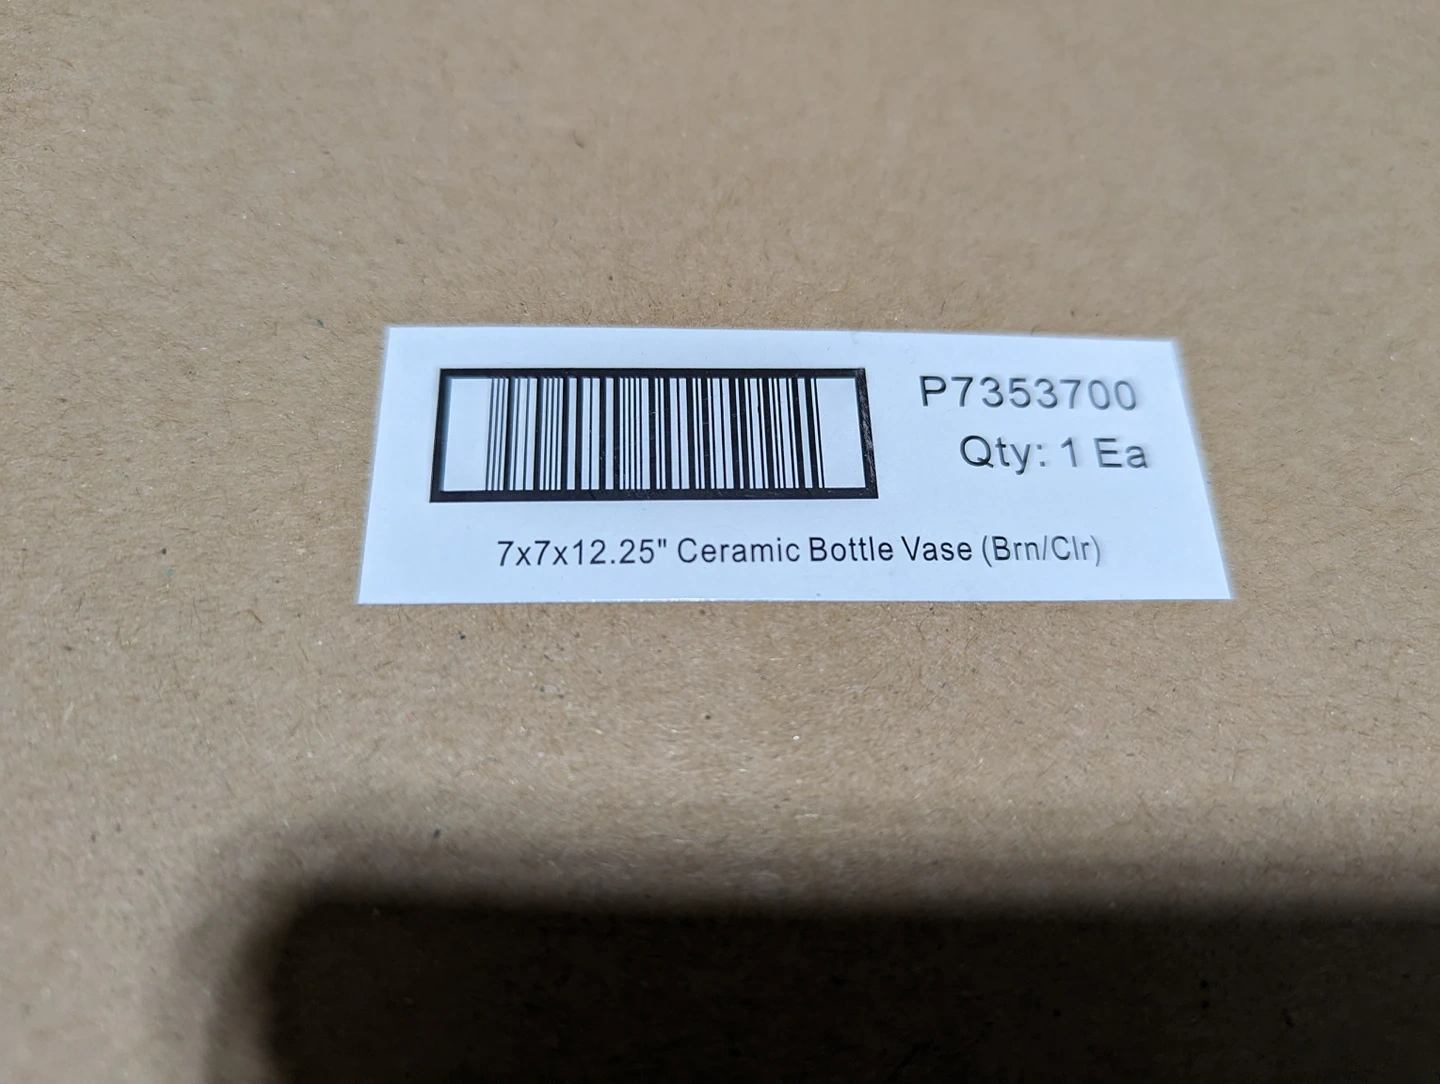 P7353700
Qty: 1 Ea
7x7x12.25" Ceramic Bottle Vase (Brn/Clr)